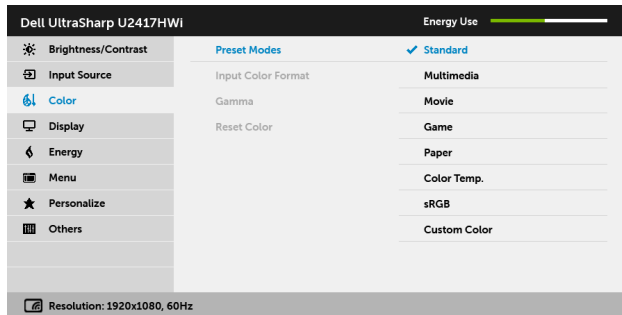 Dell UltraSharp U2417HWi
Energy Use
Brightness/Contrast
Input Source
Color
Display
Energy
Menu
Personalize
Others
Preset Modes
Input Color Format
Gamma
Reset Color
Standard
Multimedia
Movie
Game
Paper
Color Temp.
sRGB
Custom Color
Resolution: 1920x1080, 60Hz